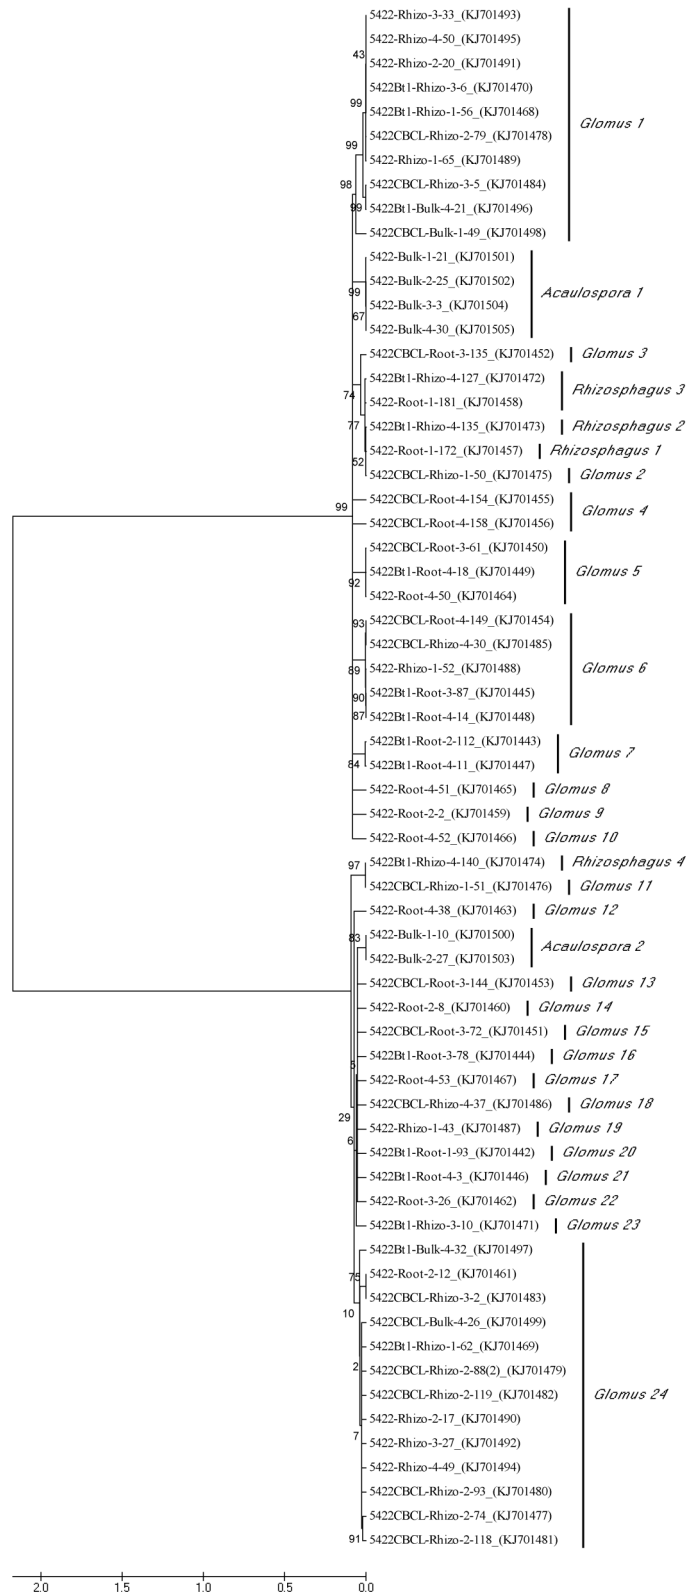 5422-Rhizo-3-33_(KJ701493)
5422-Rhizo-4-50_(KJ701495)
43
5422-Rhizo-2-20_(KJ701491)
5422Bt1-Rhizo-3-6_(KJ701470)
99
5422Bt1-Rhizo-1-56_(KJ701468)
Glomus 1
5422CBCL-Rhizo-2-79_(KJ701478)
99
5422-Rhizo-1-65_(KJ701489)
98
5422CBCL-Rhizo-3-5_(KJ701484)
99
5422Bt1-Bulk-4-21_(KJ701496)
5422CBCL-Bulk-1-49_(KJ701498)
5422-Bulk-1-21_(KJ701501)
5422-Bulk-2-25_(KJ701502)
99
Acaulospora 1
5422-Bulk-3-3_(KJ701504)
67
5422-Bulk-4-30_(KJ701505)
5422CBCL-Root-3-135_(KJ701452) Glomus 3
5422Bt1-Rhizo-4-127_(KJ701472)
Rhizosphagus 3
74
5422-Root-1-181_(KJ701458)
77
5422Bt1-Rhizo-4-135_(KJ701473) Rhizosphagus 2
5422-Root-1-172_(KJ701457) Rhizosphagus 1
52
5422CBCL-Rhizo-1-50_(KJ701475) Glomus 2
5422CBCL-Root-4-154_(KJ701455)
99
Glomus 4
5422CBCL-Root-4-158_(KJ701456)
5422CBCL-Root-3-61_(KJ701450)
5422Bt1-Root-4-18_(KJ701449) Glomus 5
92
5422-Root-4-50_(KJ701464)
93
5422CBCL-Root-4-149_(KJ701454)
5422CBCL-Rhizo-4-30_(KJ701485)
5422-Rhizo-1-52_(KJ701488) Glomus 6
89
5422Bt1-Root-3-87_(KJ701445)
90
87
5422Bt1-Root-4-14_(KJ701448)
5422Bt1-Root-2-112_(KJ701443)
Glomus 7
84
5422Bt1-Root-4-11_(KJ701447)
5422-Root-4-51_(KJ701465) Glomus 8
5422-Root-2-2_(KJ701459) Glomus 9
5422-Root-4-52_(KJ701466) Glomus 10
97
5422Bt1-Rhizo-4-140_(KJ701474) Rhizosphagus 4
5422CBCL-Rhizo-1-51_(KJ701476) Glomus 11
5422-Root-4-38_(KJ701463) Glomus 12
83
5422-Bulk-1-10_(KJ701500)
Acaulospora 2
5422-Bulk-2-27_(KJ701503)
5422CBCL-Root-3-144_(KJ701453) Glomus 13
5422-Root-2-8_(KJ701460) Glomus 14
5422CBCL-Root-3-72_(KJ701451) Glomus 15
5422Bt1-Root-3-78_(KJ701444) Glomus 16
5
5422-Root-4-53_(KJ701467) Glomus 17
5422CBCL-Rhizo-4-37_(KJ701486) Glomus 18
29
5422-Rhizo-1-43_(KJ701487) Glomus 19
6
5422Bt1-Root-1-93_(KJ701442) Glomus 20
5422Bt1-Root-4-3_(KJ701446) Glomus 21
5422-Root-3-26_(KJ701462) Glomus 22
5422Bt1-Rhizo-3-10_(KJ701471) Glomus 23
5422Bt1-Bulk-4-32_(KJ701497)
75
5422-Root-2-12_(KJ701461)
5422CBCL-Rhizo-3-2_(KJ701483)
10
5422CBCL-Bulk-4-26_(KJ701499)
5422Bt1-Rhizo-1-62_(KJ701469)
2
5422CBCL-Rhizo-2-88(2)_(KJ701479)
5422CBCL-Rhizo-2-119_(KJ701482) Glomus 24
5422-Rhizo-2-17_(KJ701490)
7
5422-Rhizo-3-27_(KJ701492)
5422-Rhizo-4-49_(KJ701494)
5422CBCL-Rhizo-2-93_(KJ701480)
5422CBCL-Rhizo-2-74_(KJ701477)
91
5422CBCL-Rhizo-2-118_(KJ701481)
2.0 1.5 1.0 0.5 0.0